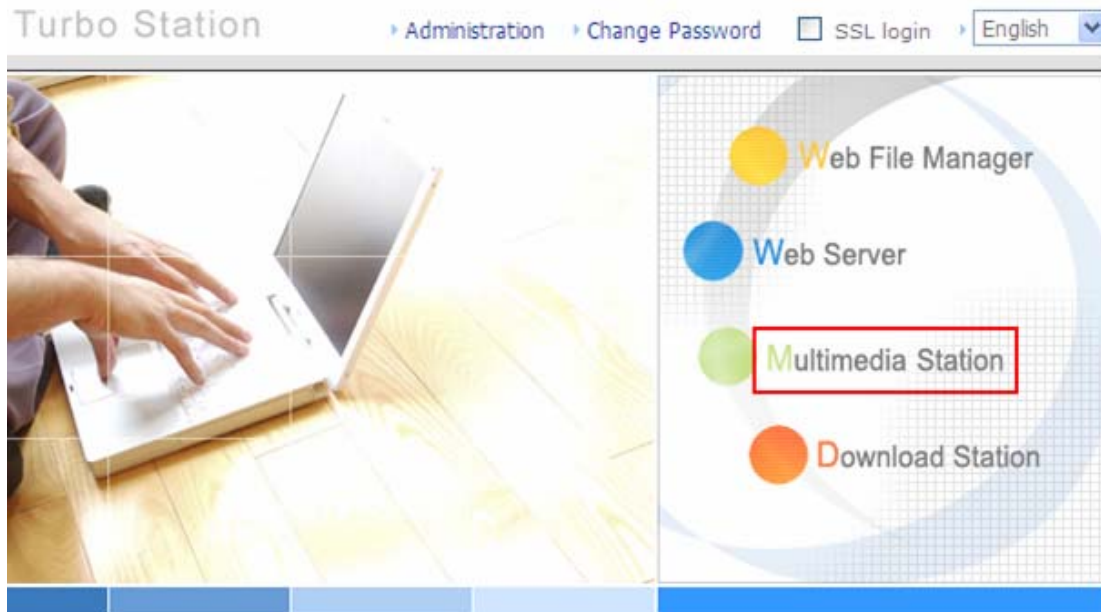 Turbo Station
Administration Change Password SSL login English
Web File Manager
Web Server
Multimedia Station
Download Station